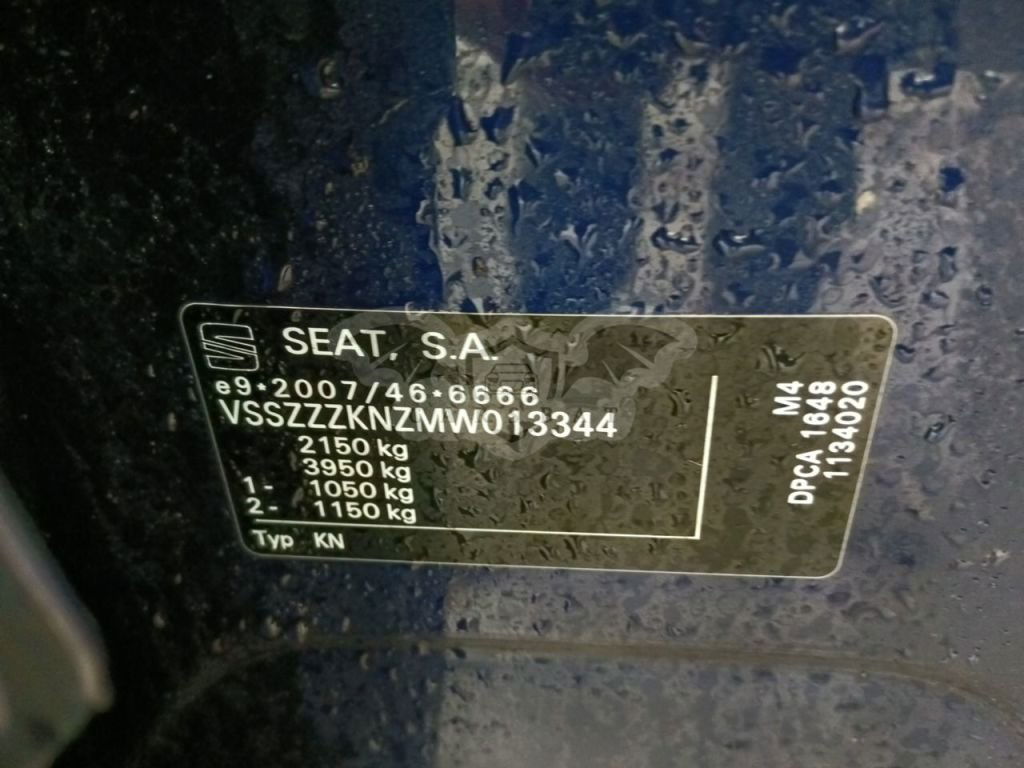 SEAT, S.A.
e9*2007/46*6666
VSSZZZKNZMW013344
2150 kg
3950 kg
1- 1050 kg
2- 1150 kg
Typ KN
M4
DPCA 1648
1134020